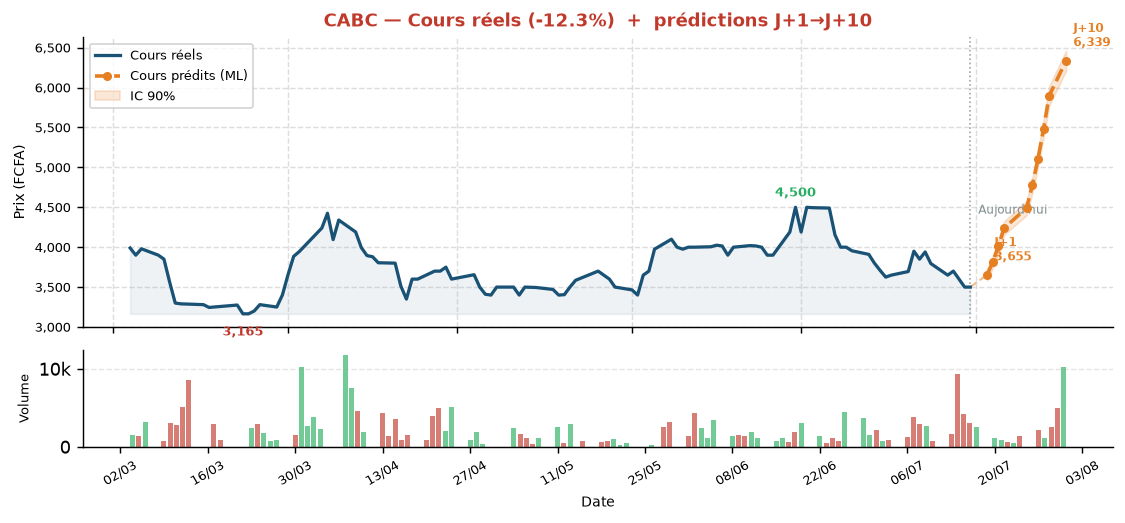 CABC — Cours réels (-12.3%)  +  prédictions J+1→J+10
Cours réels
Cours prédits (ML)
IC 90%
J+10
6,339
4,500
Aujourd'hui
J+1
3,655
3,165
Prix (FCFA)
6,500
6,000
5,500
5,000
4,500
4,000
3,500
3,000
Volume
10k
0
02/03
16/03
30/03
13/04
27/04
11/05
25/05
08/06
22/06
06/07
20/07
03/08
Date